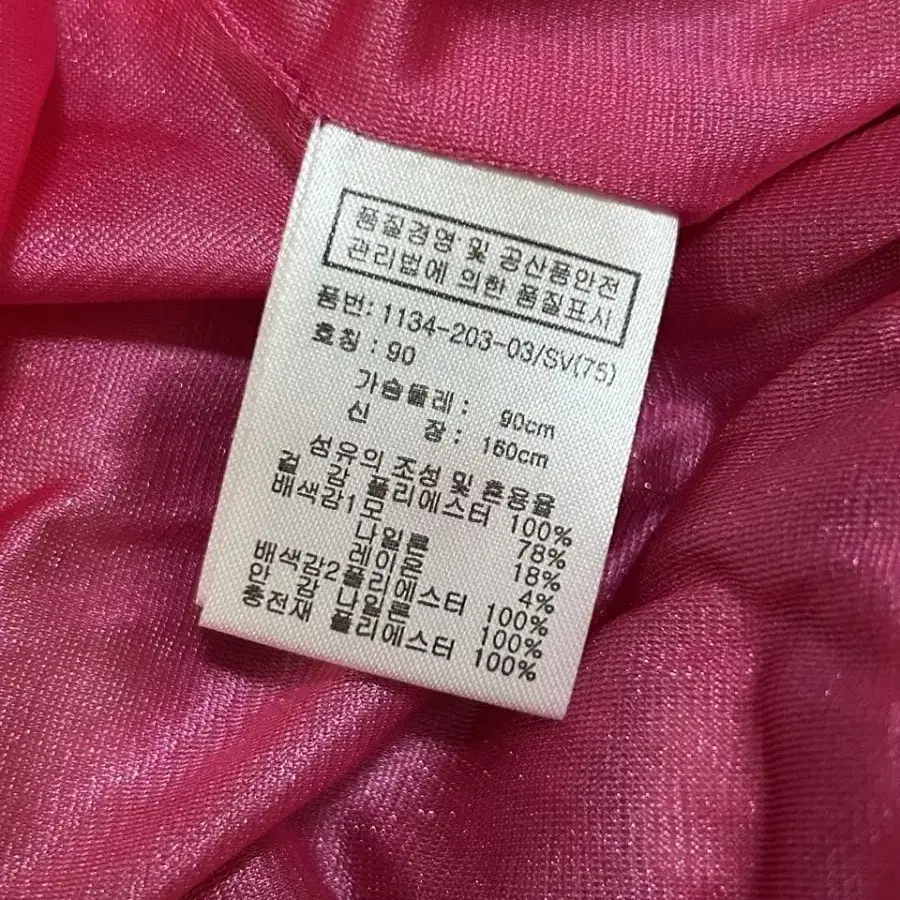 품질경영 및 공산품안전
관리법에 의한 품질표시
품번: 1134-203-03/SV(75)
호칭 : 90
가슴둘레 : 90cm
신 장 : 160cm
섬유의 조성 및 혼용율
겉 감 폴리에스터 100%
배색감1 모 78%
나일론 18%
레이온 4%
배색감2 폴리에스터 100%
안 감 나일론 100%
충전재 폴리에스터 100%